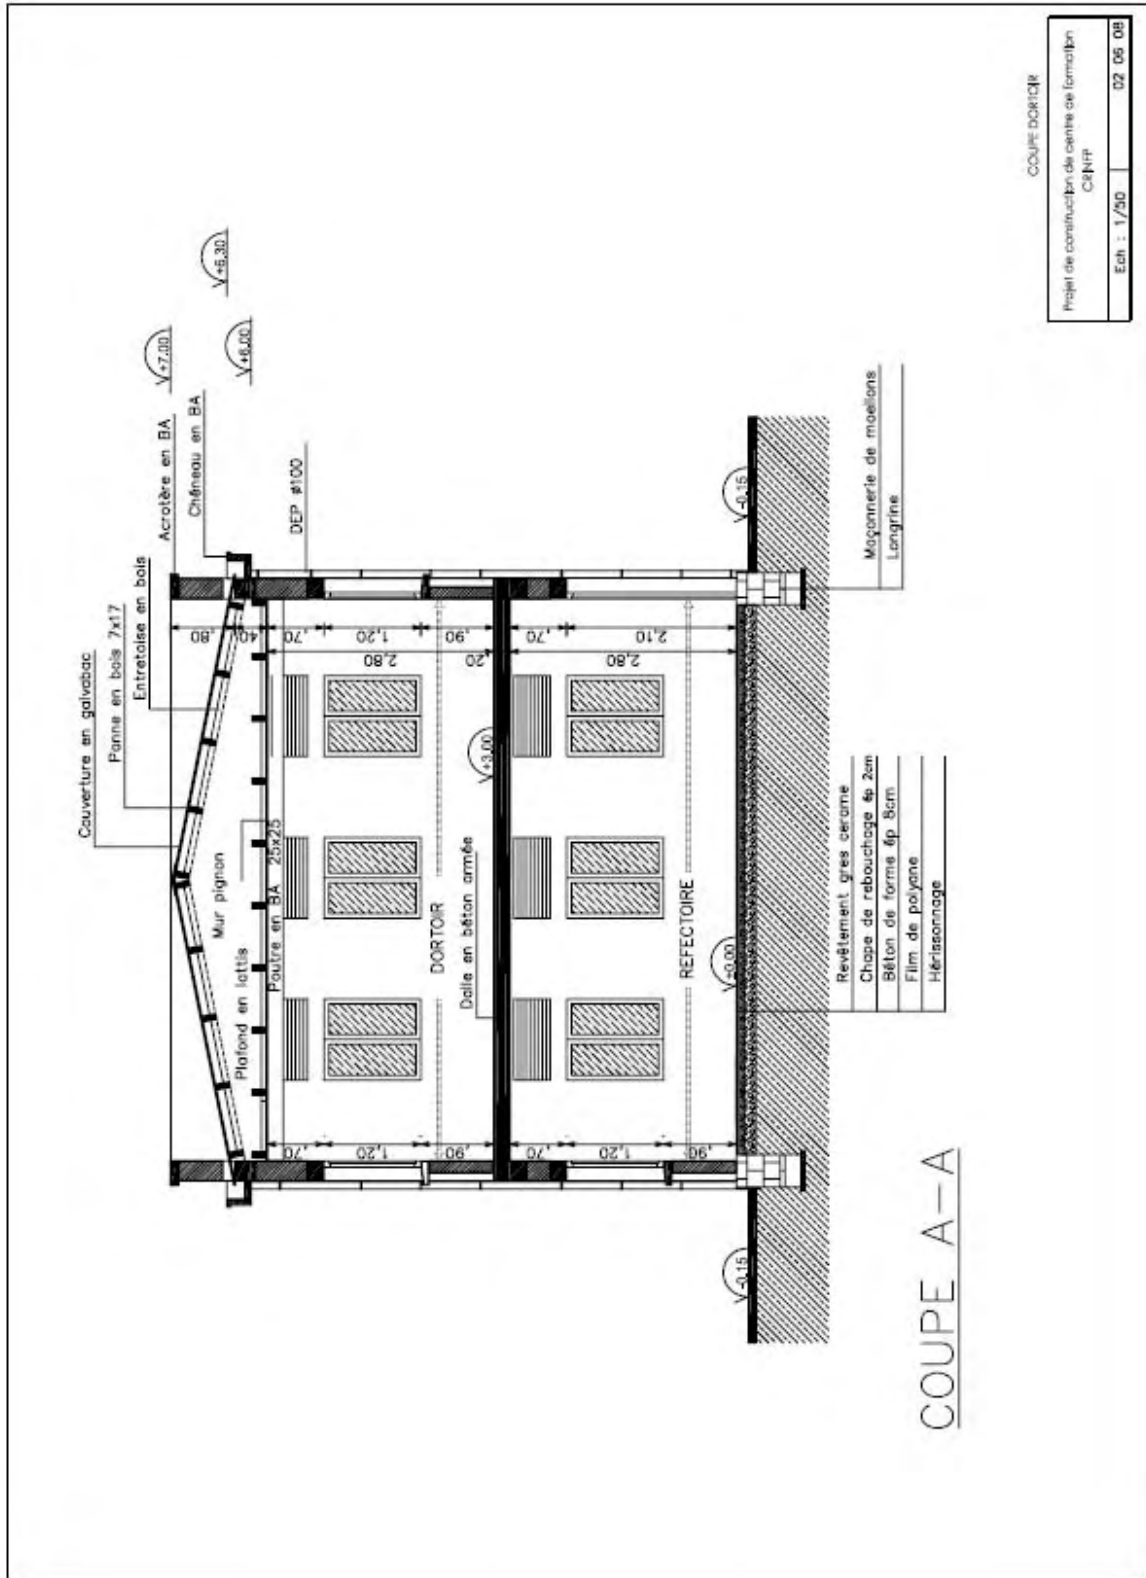 Couverture en galvabac
Panne en bois 7x17
Entretoise en bois
Acrotère en BA
Chêneau en BA
+7.00
+6.00
+6.30
DEP ø100
Mur pignon
Plafond en lattis
Poutre en BA 25x25
,80
,40
,70
1,20
,90
2,80
,20
,70
2,10
2,80
,70
1,20
,90
,70
1,20
,90
DORTOIR
+3.00
Dalle en bêton armée
REFECTOIRE
+0.00
-0.15
-0.15
Maçonnerie de moellons
Longrine
Revêtement gres cerame
Chape de rebouchage ép 2cm
Bêton de forme ép 8cm
Film de polyane
Hérissonnage
COUPE A-A
COUPE DORTOIR
Projet de construction de centre de formation
CRINFP
Ech : 1/50
02 06 08